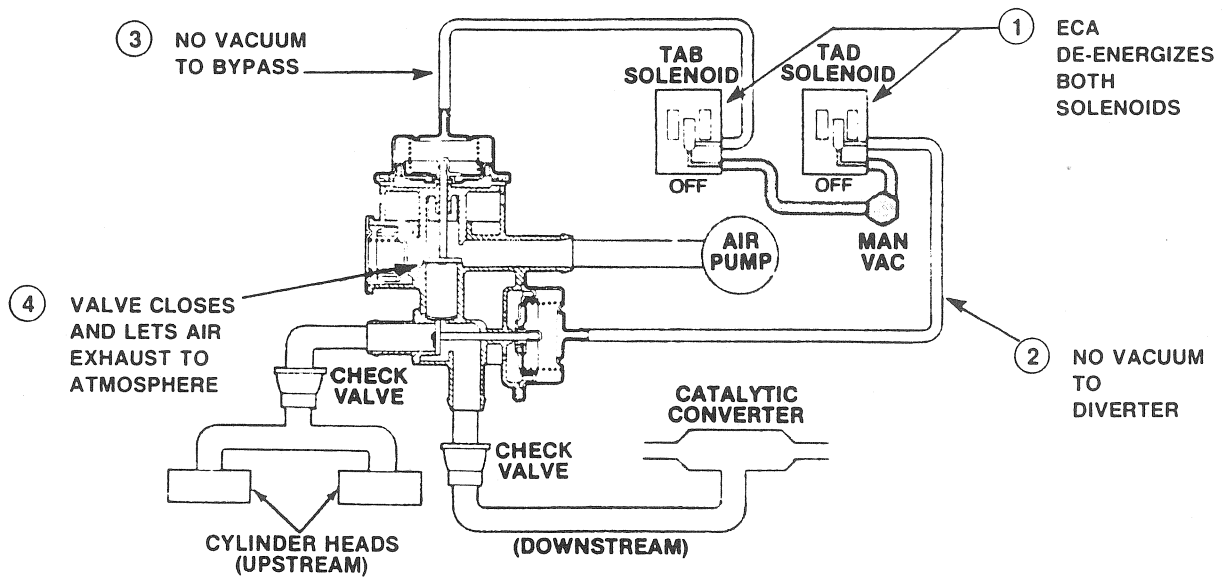 1
ECA
DE-ENERGIZES
BOTH
SOLENOIDS
2
NO VACUUM
TO
DIVERTER
3
NO VACUUM
TO BYPASS
4
VALVE CLOSES
AND LETS AIR
EXHAUST TO
ATMOSPHERE
TAB
SOLENOID
OFF
TAD
SOLENOID
OFF
MAN
VAC
AIR
PUMP
CHECK
VALVE
CYLINDER HEADS
(UPSTREAM)
CHECK
VALVE
CATALYTIC
CONVERTER
(DOWNSTREAM)